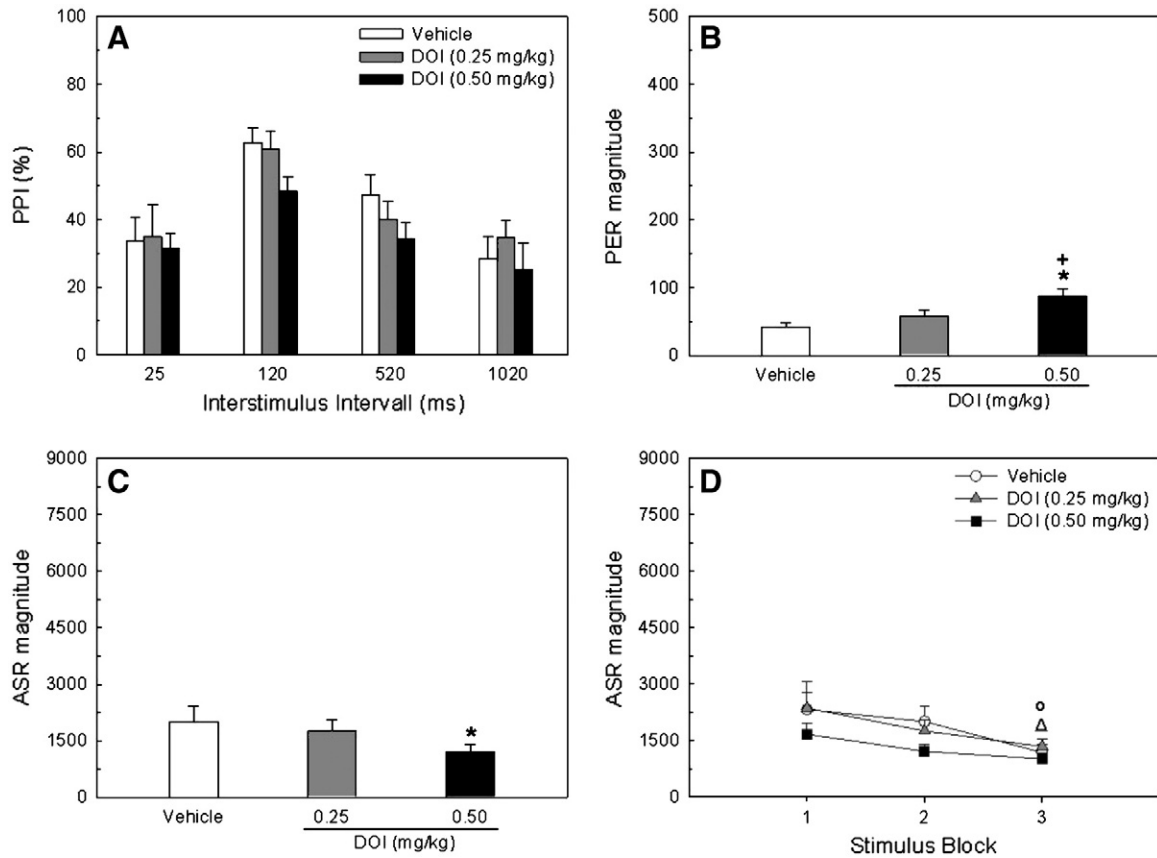 A
Vehicle
DOI (0.25 mg/kg)
DOI (0.50 mg/kg)
100
80
60
40
20
0
PPI (%)
25 120 520 1020
Interstimulus Intervall (ms)
B
500
400
300
200
100
0
PER magnitude
+
*
Vehicle 0.25 0.50
DOI (mg/kg)
C
9000
7500
6000
4500
3000
1500
0
ASR magnitude
*
Vehicle 0.25 0.50
DOI (mg/kg)
D
Vehicle
DOI (0.25 mg/kg)
DOI (0.50 mg/kg)
9000
7500
6000
4500
3000
1500
0
ASR magnitude
o
Δ
1 2 3
Stimulus Block